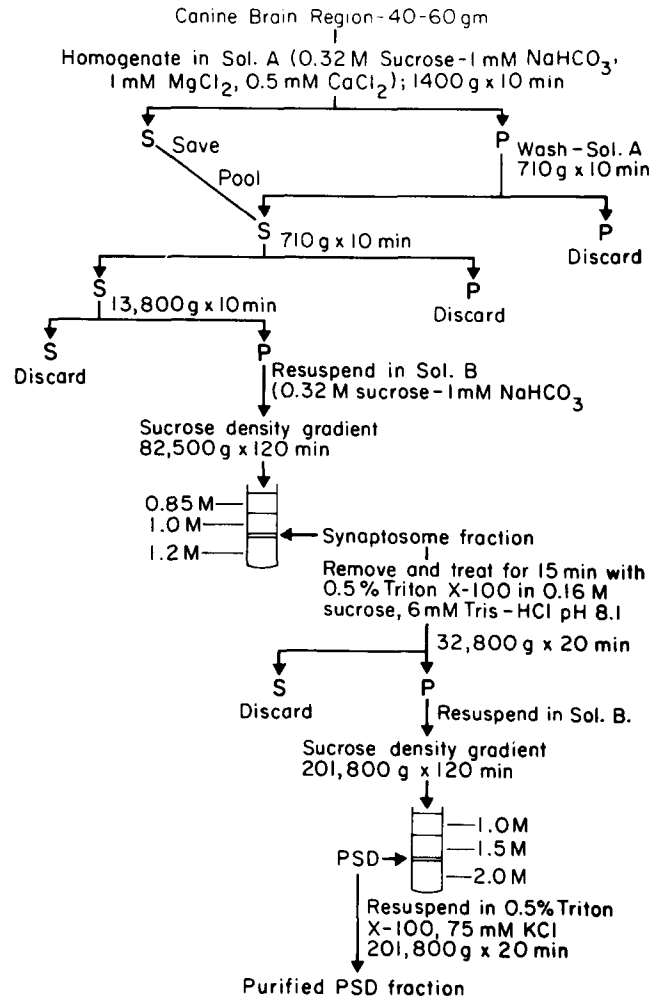 Canine Brain Region-40-60 gm
Homogenate in Sol. A (0.32 M Sucrose-1 mM NaHCO3,
1 mM MgCl2, 0.5 mM CaCl2); 1400 g x 10 min
S
Save
Pool
P
Wash-Sol. A
710 g x 10 min
S
710 g x 10 min
P
Discard
S
13,800 g x 10 min
P
Discard
S
Discard
P
Resuspend in Sol. B
(0.32 M sucrose-1 mM NaHCO3
Sucrose density gradient
82,500 g x 120 min
0.85 M
1.0 M
1.2 M
Synaptosome fraction
Remove and treat for 15 min with
0.5% Triton X-100 in 0.16 M
sucrose, 6 mM Tris-HCl pH 8.1
32,800 g x 20 min
S
Discard
P
Resuspend in Sol. B.
Sucrose density gradient
201,800 g x 120 min
1.0 M
1.5 M
2.0 M
PSD
Resuspend in 0.5% Triton
X-100, 75 mM KCl
201,800 g x 20 min
Purified PSD fraction